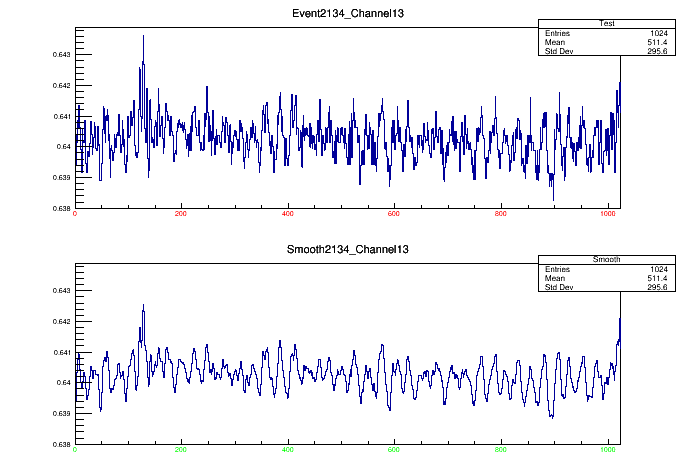 Event2134_Channel13
Test
Entries 1024
Mean 511.4
Std Dev 295.6
0.643
0.642
0.641
0.64
0.639
0.638
0 200 400 600 800 1000
Smooth2134_Channel13
Smooth
Entries 1024
Mean 511.4
Std Dev 295.6
0.643
0.642
0.641
0.64
0.639
0.638
0 200 400 600 800 1000